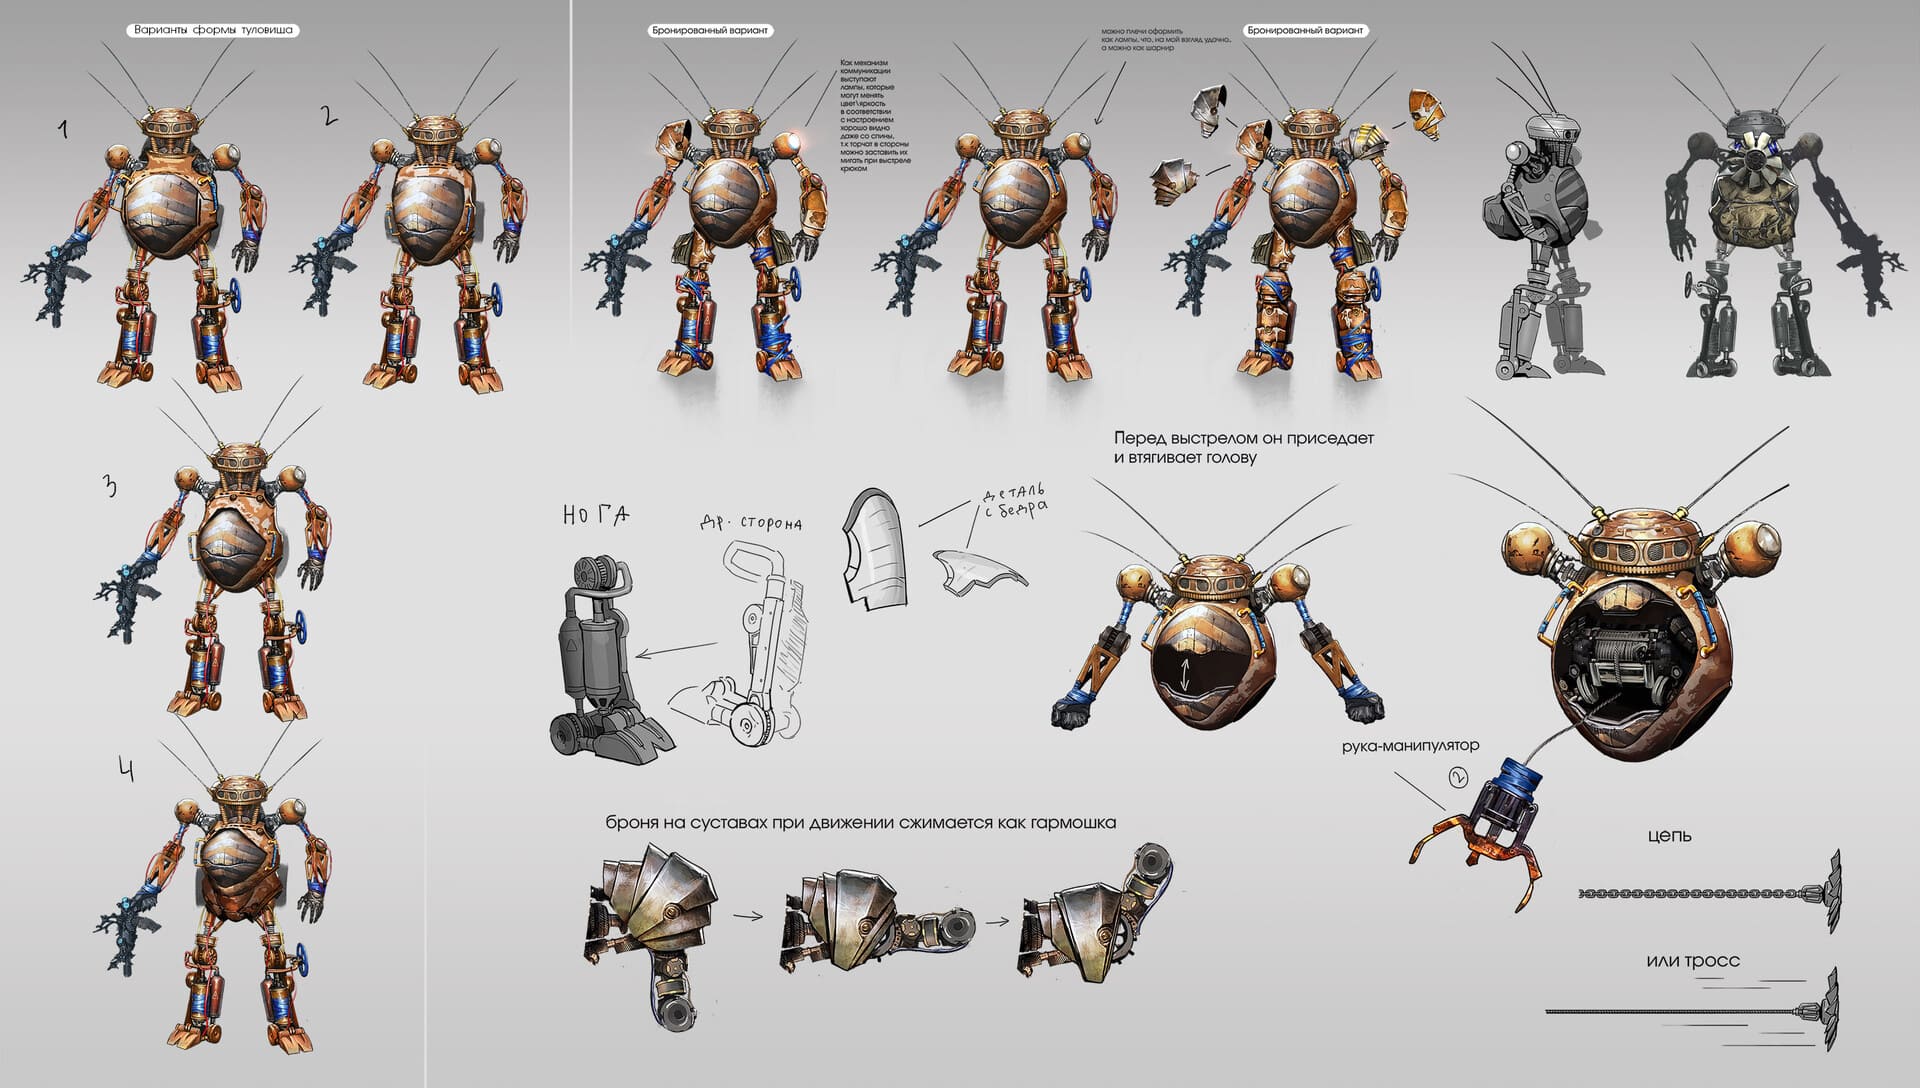 Варианты формы туловиша
1
2
3
4
Бронированный вариант
Как механизм
коммуникации
выступают
лампы, которые
могут менять
цвет\яркость
в соответствии
с настроением
хорошо видно
даже со спины,
т.к торчат в стороны
можно заставить их
мигать при выстреле
крюком
можно плечи оформить
как лампы, что, на мой взгляд удачно,
а можно как шарнир
Бронированный вариант
Перед выстрелом он приседает
и втягивает голову
НОГА
др. сторона
деталь
с бедра
рука-манипулятор
2
броня на суставах при движении сжимается как гармошка
цепь
или тросс